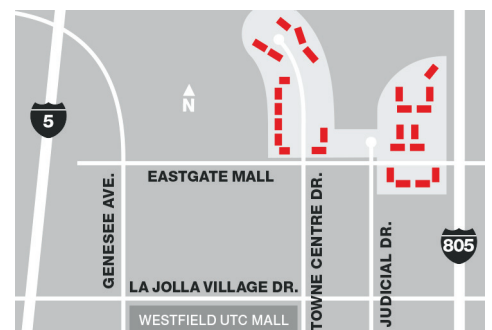 5
N
EASTGATE MALL
GENESEE AVE.
TOWNE CENTRE DR.
JUDICIAL DR.
805
LA JOLLA VILLAGE DR.
WESTFIELD UTC MALL